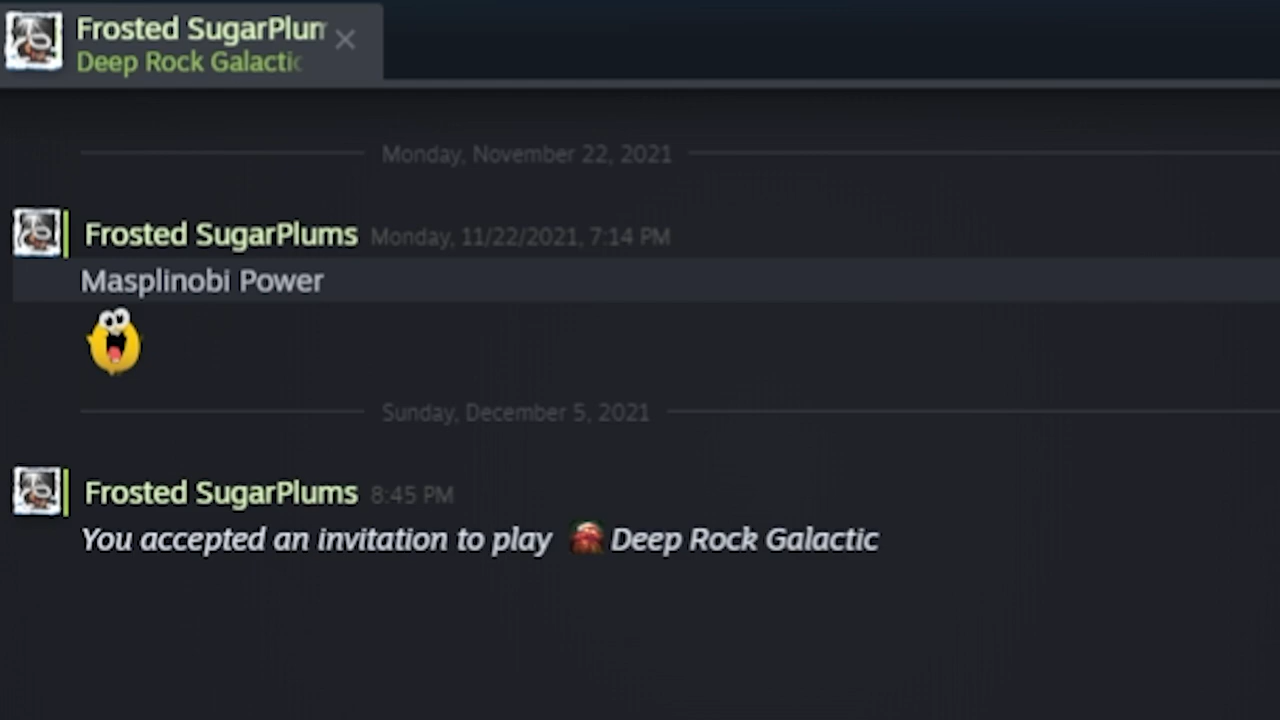 Frosted SugarPlum
Deep Rock Galactic
Monday, November 22, 2021
Frosted SugarPlums Monday, 11/22/2021, 7:14 PM
Masplinobi Power
Sunday, December 5, 2021
Frosted SugarPlums 8:45 PM
You accepted an invitation to play Deep Rock Galactic